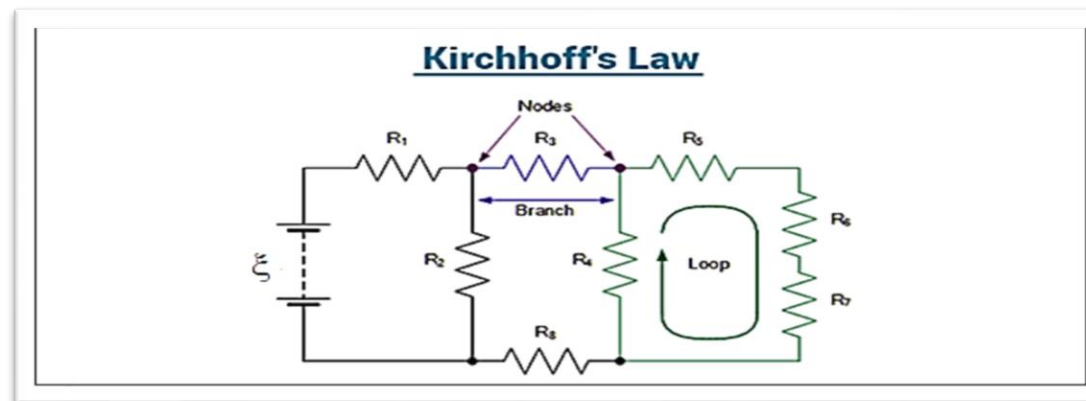 Kirchhoff's Law
Nodes
R₁
R₃
R₅
Branch
R₂
R₄
Loop
R₆
ξ
R₇
R₈